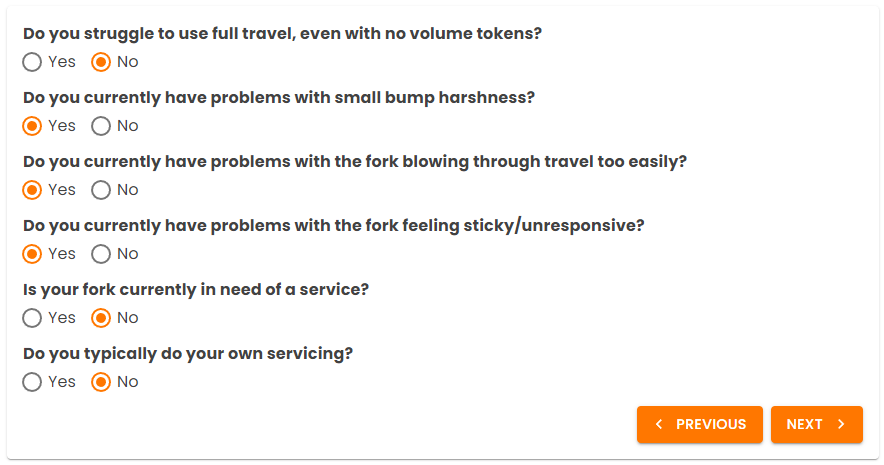 Do you struggle to use full travel, even with no volume tokens?
Yes No
Do you currently have problems with small bump harshness?
Yes No
Do you currently have problems with the fork blowing through travel too easily?
Yes No
Do you currently have problems with the fork feeling sticky/unresponsive?
Yes No
Is your fork currently in need of a service?
Yes No
Do you typically do your own servicing?
Yes No
PREVIOUS NEXT